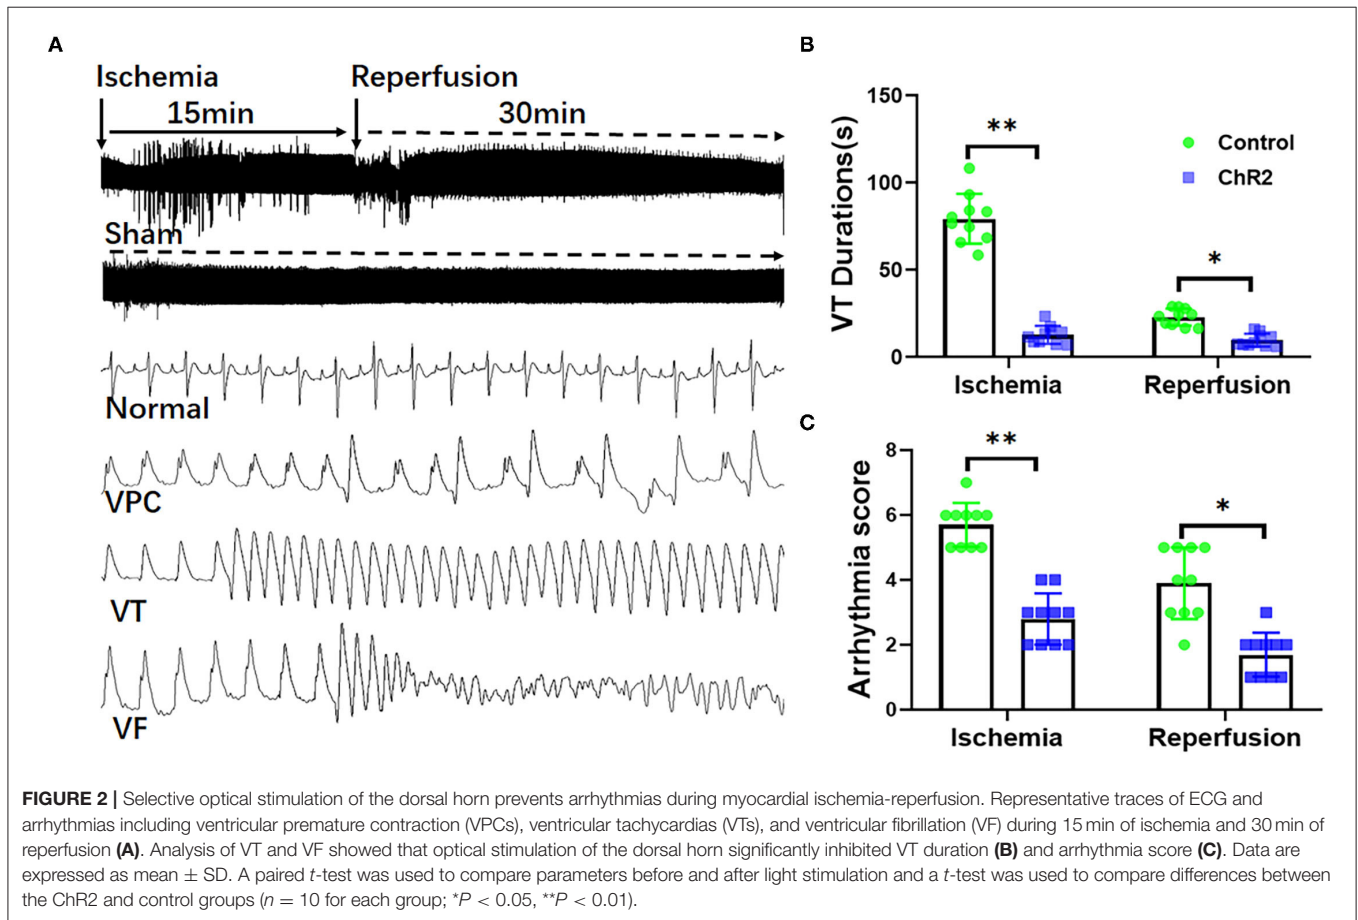 A
Ischemia
Reperfusion
15min
30min
Sham
Normal
VPC
VT
VF
B
150
100
50
0
VT Durations(s)
**
*
Control
ChR2
Ischemia
Reperfusion
C
8
6
4
2
0
Arrhythmia score
**
*
Ischemia
Reperfusion
FIGURE 2 | Selective optical stimulation of the dorsal horn prevents arrhythmias during myocardial ischemia-reperfusion. Representative traces of ECG and
arrhythmias including ventricular premature contraction (VPCs), ventricular tachycardias (VTs), and ventricular fibrillation (VF) during 15 min of ischemia and 30 min of
reperfusion (A). Analysis of VT and VF showed that optical stimulation of the dorsal horn significantly inhibited VT duration (B) and arrhythmia score (C). Data are
expressed as mean ± SD. A paired t-test was used to compare parameters before and after light stimulation and a t-test was used to compare differences between
the ChR2 and control groups (n = 10 for each group; *P < 0.05, **P < 0.01).